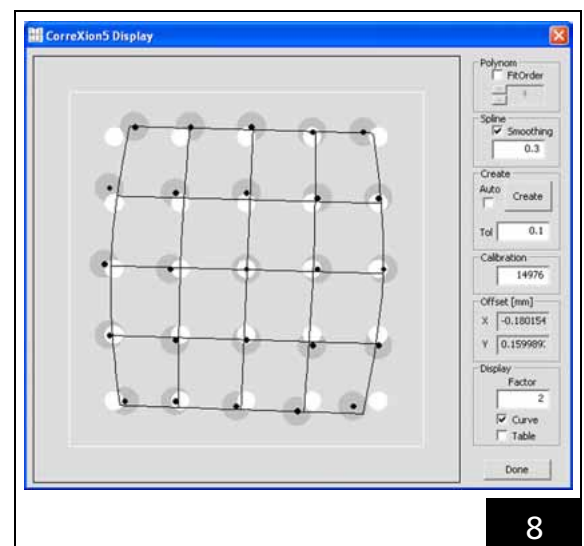 CorreXion5 Display
Polynom
FitOrder
Spline
Smoothing
0.3
Create
Auto
Create
Tol
0.1
Calibration
14976
Offset [mm]
X
-0.180154
Y
0.159989
Display
Factor
2
Curve
Table
Done
8